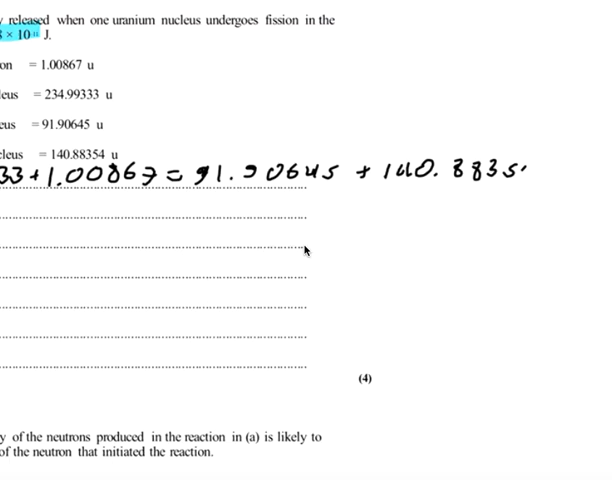 released when one uranium nucleus undergoes fission in the
× 10⁻¹¹ J.
on = 1.00867 u
leus = 234.99333 u
eus = 91.90645 u
cleus = 140.88354 u
33 + 1.00867 = 91.90645 + 140.8835
(4)
y of the neutrons produced in the reaction in (a) is likely to
of the neutron that initiated the reaction.